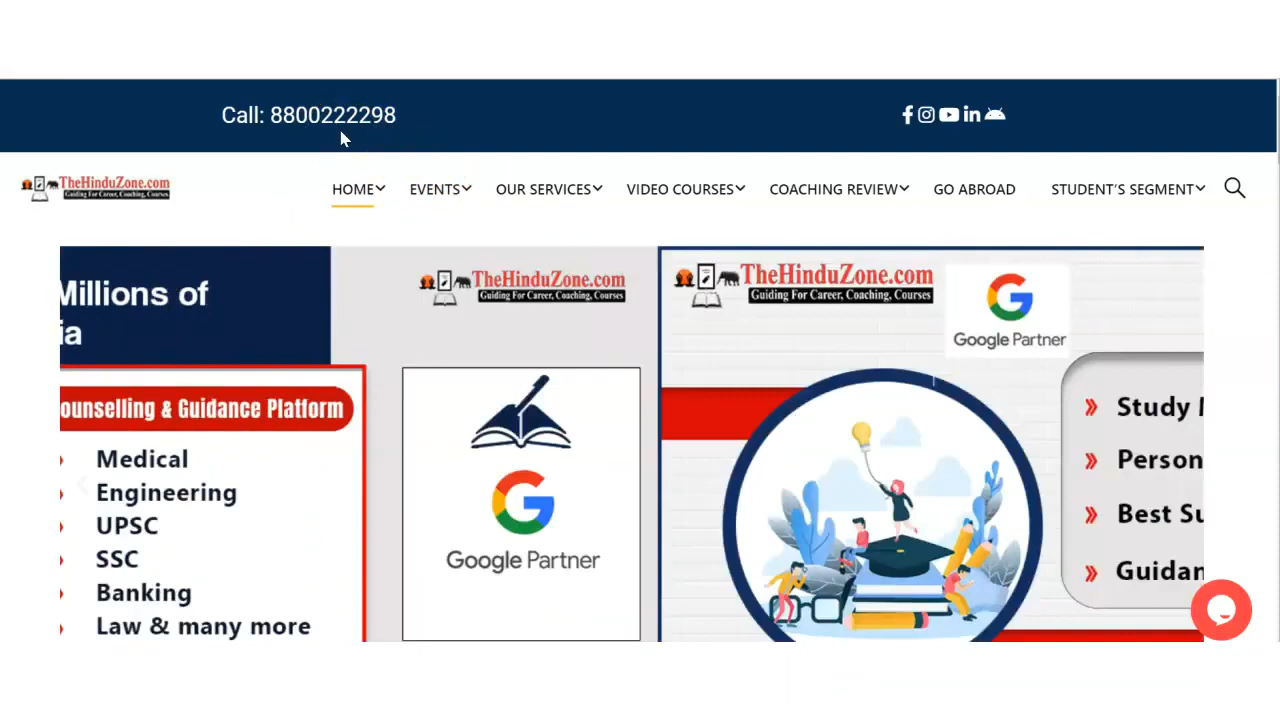 Call: 8800222298
TheHinduZone.com
Guiding For Career, Coaching, Courses
HOME EVENTS OUR SERVICES VIDEO COURSES COACHING REVIEW GO ABROAD STUDENT'S SEGMENT
Millions of
ia
ounselling & Guidance Platform
Medical
Engineering
UPSC
SSC
Banking
Law & many more
TheHinduZone.com
Guiding For Career, Coaching, Courses
Google Partner
TheHinduZone.com
Guiding For Career, Coaching, Courses
Google Partner
Study
Person
Best Su
Guidan